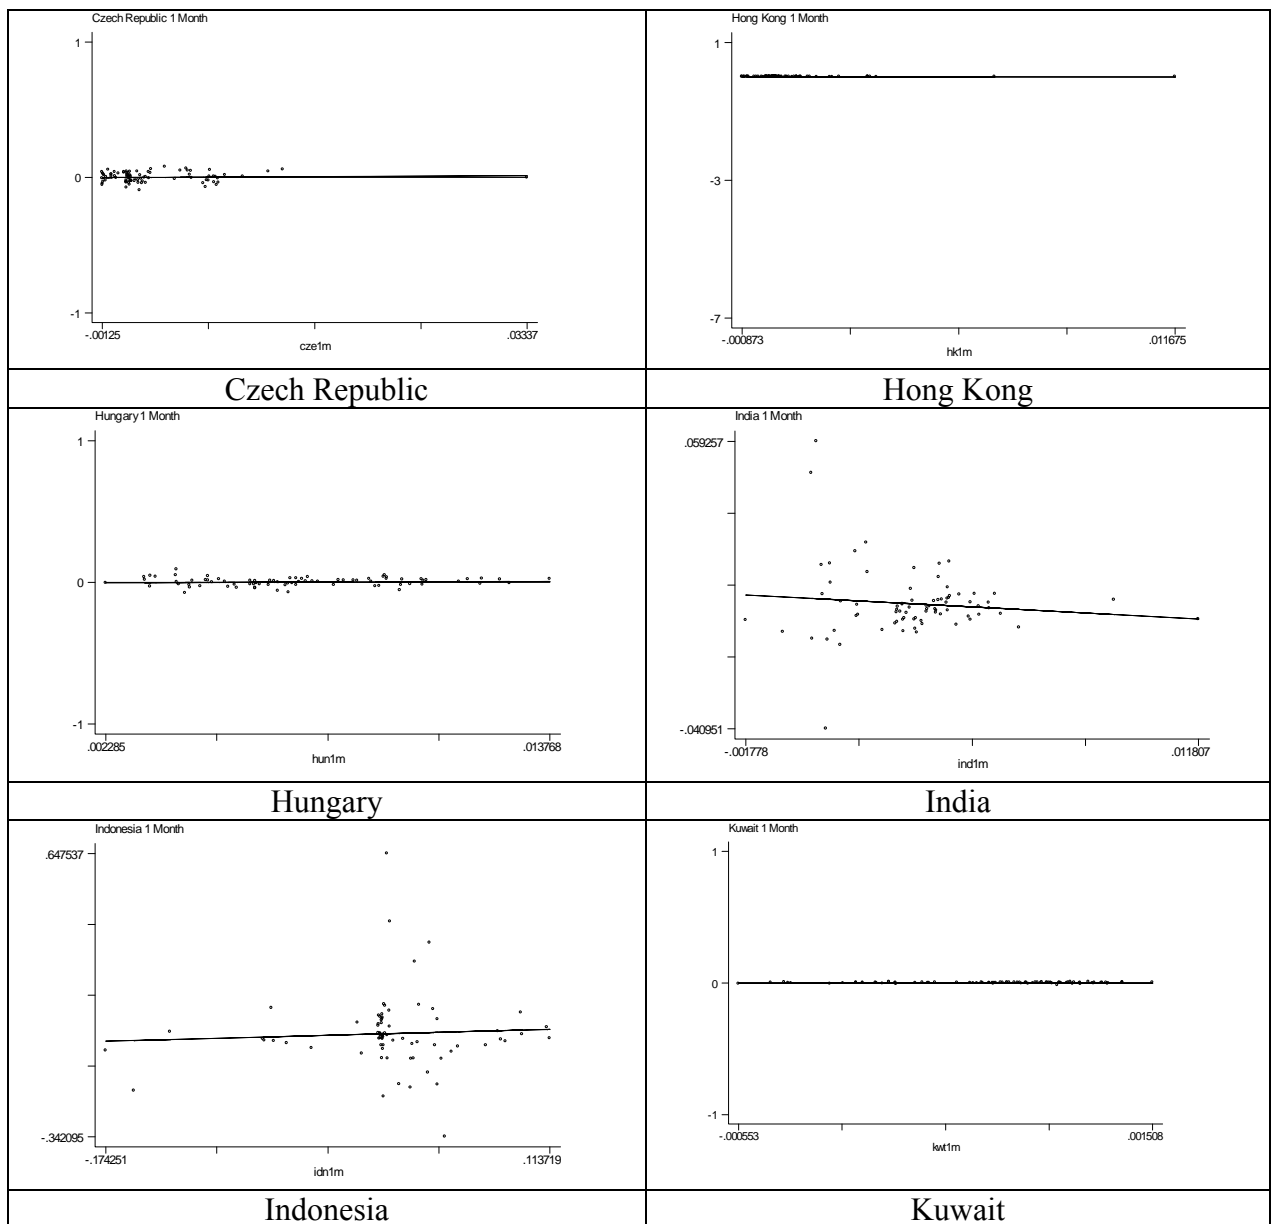 Czech Republic 1 Month
1
0
-1
-.00125
.03337
cze1m
Czech Republic
Hong Kong 1 Month
1
-3
-7
-.000873
.011675
hk1m
Hong Kong
Hungary 1 Month
1
0
-1
.002285
.013768
hun1m
Hungary
India 1 Month
.059257
-.040951
-.001778
.011807
ind1m
India
Indonesia 1 Month
.647537
-.342095
-.174251
.113719
idn1m
Indonesia
Kuwait 1 Month
1
0
-1
-.000553
.001508
kwt1m
Kuwait